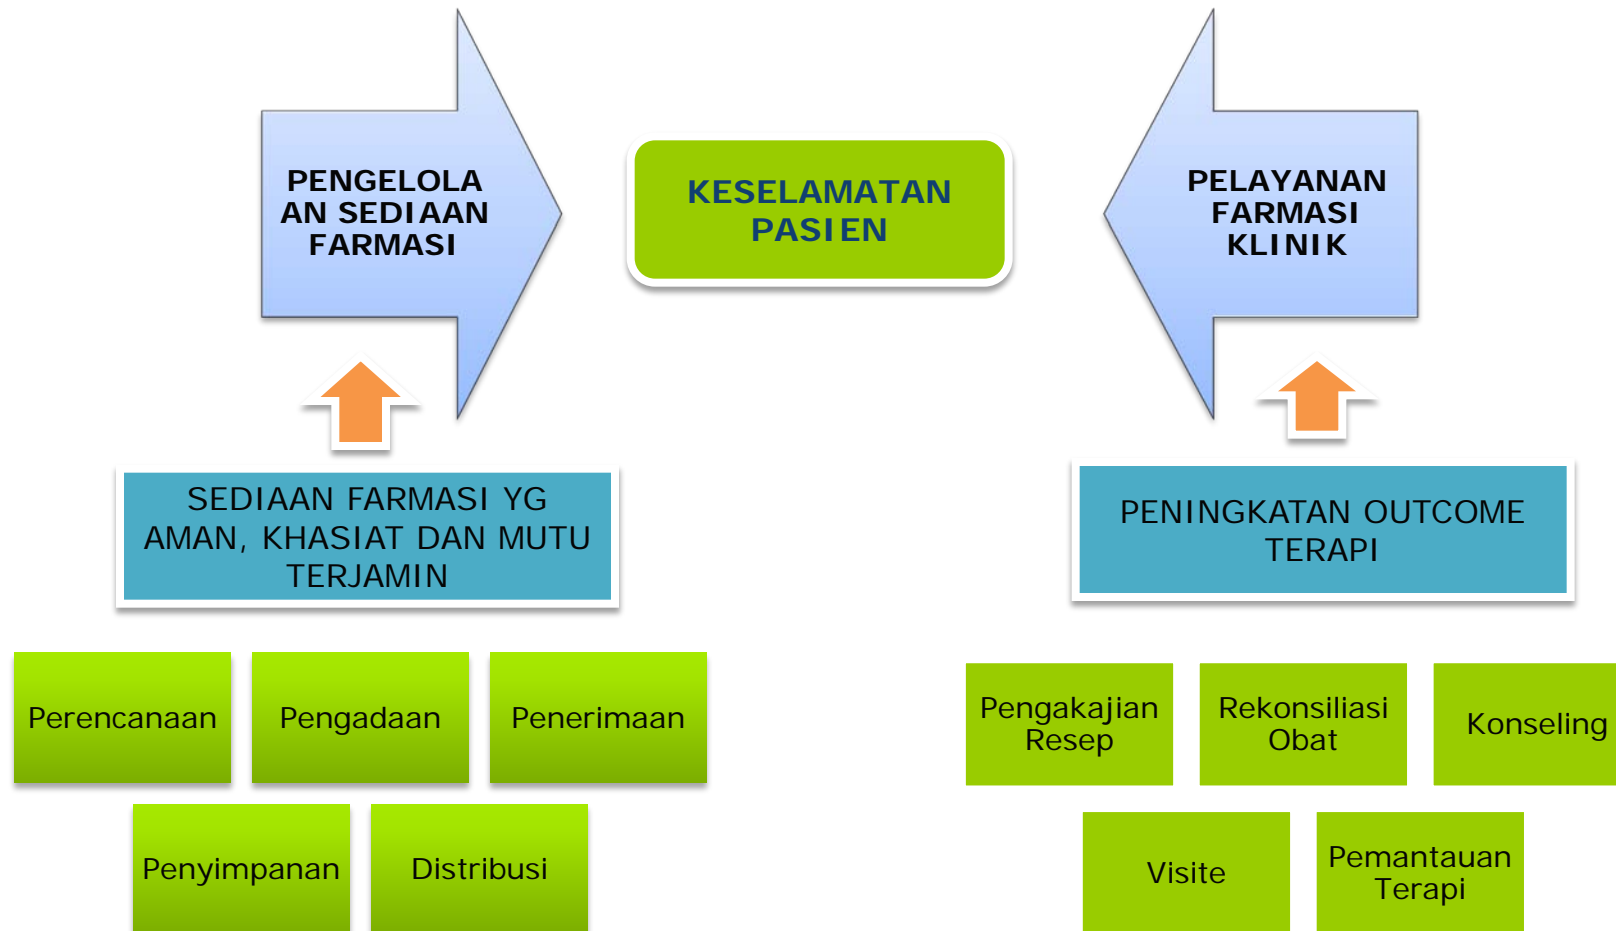 PENGELOLA
AN SEDIAAN
FARMASI
KESELAMATAN
PASIEN
PELAYANAN
FARMASI
KLINIK
SEDIAAN FARMASI YG
AMAN, KHASIAT DAN MUTU
TERJAMIN
PENINGKATAN OUTCOME
TERAPI
Perencanaan
Pengadaan
Penerimaan
Penyimpanan
Distribusi
Pengakajian
Resep
Rekonsiliasi
Obat
Konseling
Visite
Pemantauan
Terapi